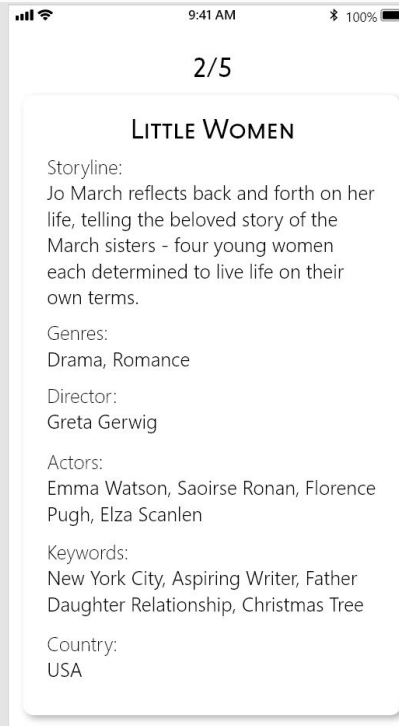 9:41 AM
100%
2/5
LITTLE WOMEN
Storyline:
Jo March reflects back and forth on her
life, telling the beloved story of the
March sisters - four young women
each determined to live life on their
own terms.
Genres:
Drama, Romance
Director:
Greta Gerwig
Actors:
Emma Watson, Saoirse Ronan, Florence
Pugh, Elza Scanlen
Keywords:
New York City, Aspiring Writer, Father
Daughter Relationship, Christmas Tree
Country:
USA